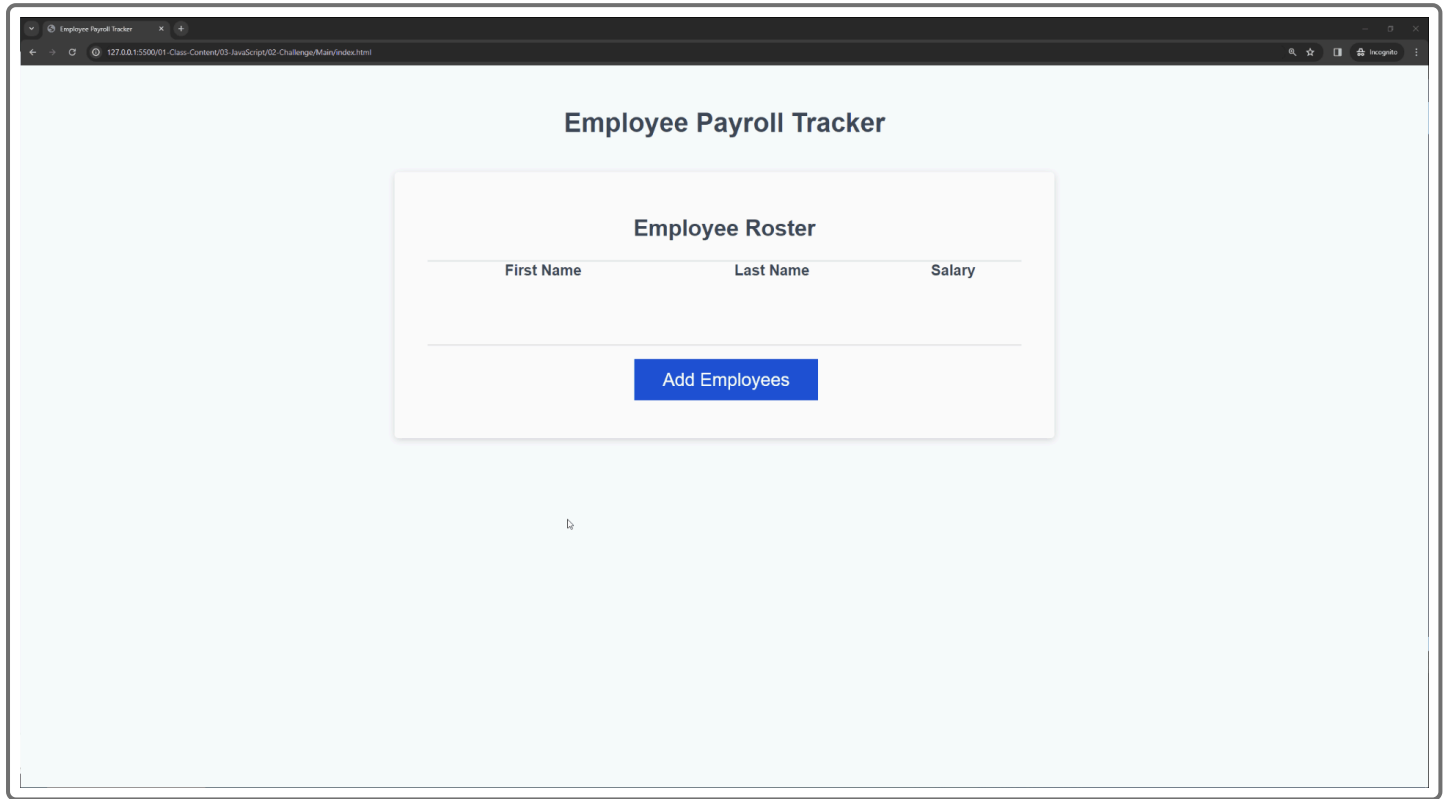 Employee Payroll Tracker
127.0.0.1:5500/01-Class-Content/03-JavaScript/02-Challenge/Main/index.html
Incognito
Employee Payroll Tracker
Employee Roster
First Name Last Name Salary
Add Employees